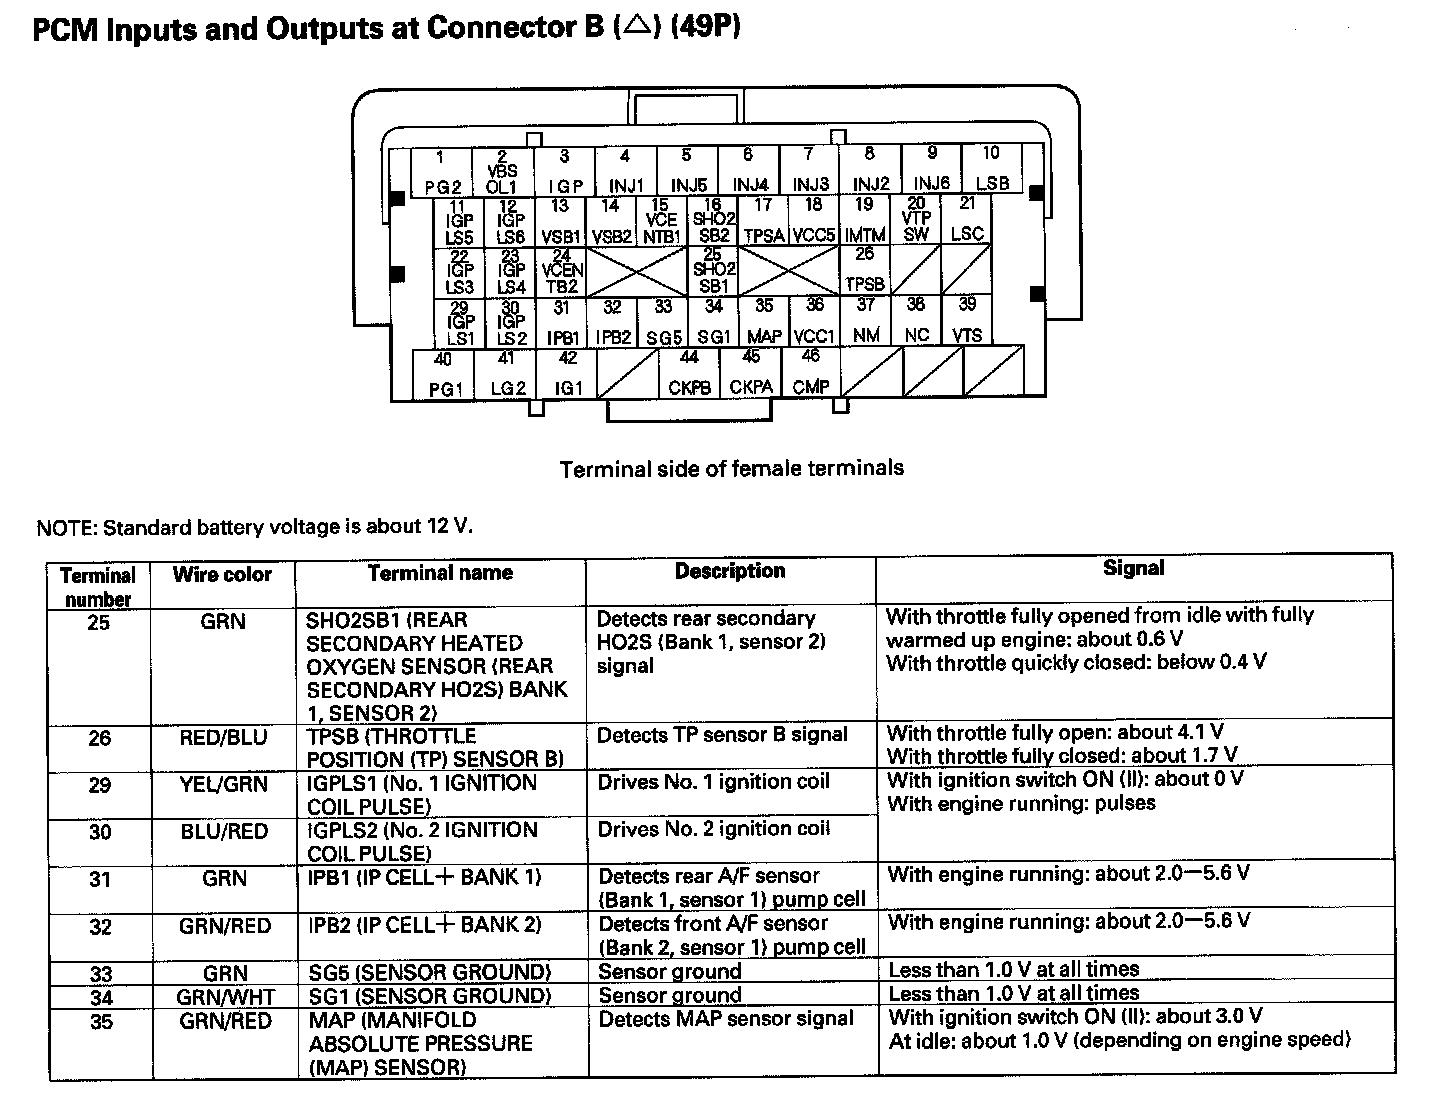 PCM Inputs and Outputs at Connector B (△) (49P)
1 2 3 4 5 6 7 8 9 10
PG2 VBS OL1 IGP INJ1 INJ5 INJ4 INJ3 INJ2 INJ6 LSB
11 12 13 14 15 16 17 18 19 20 21
IGP LS5 IGP LS6 VSB1 VSB2 VCE NTB1 SHO2 SB2 TPSA VCC5 IMTM VTP SW LSC
22 23 24 25 26
IGP LS3 IGP LS4 VCEN TB2 SHO2 SB1 TPSB
29 30 31 32 33 34 35 36 37 38 39
IGP LS1 IGP LS2 IPB1 IPB2 SG5 SG1 MAP VCC1 NM NC VTS
40 41 42 44 45 46
PG1 LG2 IG1 CKPB CKPA CMP
Terminal side of female terminals
NOTE: Standard battery voltage is about 12 V.
Terminal number Wire color Terminal name Description Signal
25 GRN SHO2SB1 (REAR SECONDARY HEATED OXYGEN SENSOR (REAR SECONDARY HO2S) BANK 1, SENSOR 2) Detects rear secondary HO2S (Bank 1, sensor 2) signal With throttle fully opened from idle with fully warmed up engine: about 0.6 V With throttle quickly closed: below 0.4 V
26 RED/BLU TPSB (THROTTLE POSITION (TP) SENSOR B) Detects TP sensor B signal With throttle fully open: about 4.1 V With throttle fully closed: about 1.7 V
29 YEL/GRN IGPLS1 (No. 1 IGNITION COIL PULSE) Drives No. 1 ignition coil With ignition switch ON (II): about 0 V With engine running: pulses
30 BLU/RED IGPLS2 (No. 2 IGNITION COIL PULSE) Drives No. 2 ignition coil
31 GRN IPB1 (IP CELL+ BANK 1) Detects rear A/F sensor (Bank 1, sensor 1) pump cell With engine running: about 2.0—5.6 V
32 GRN/RED IPB2 (IP CELL+ BANK 2) Detects front A/F sensor (Bank 2, sensor 1) pump cell With engine running: about 2.0—5.6 V
33 GRN SG5 (SENSOR GROUND) Sensor ground Less than 1.0 V at all times
34 GRN/WHT SG1 (SENSOR GROUND) Sensor ground Less than 1.0 V at all times
35 GRN/RED MAP (MANIFOLD ABSOLUTE PRESSURE (MAP) SENSOR) Detects MAP sensor signal With ignition switch ON (II): about 3.0 V At idle: about 1.0 V (depending on engine speed)